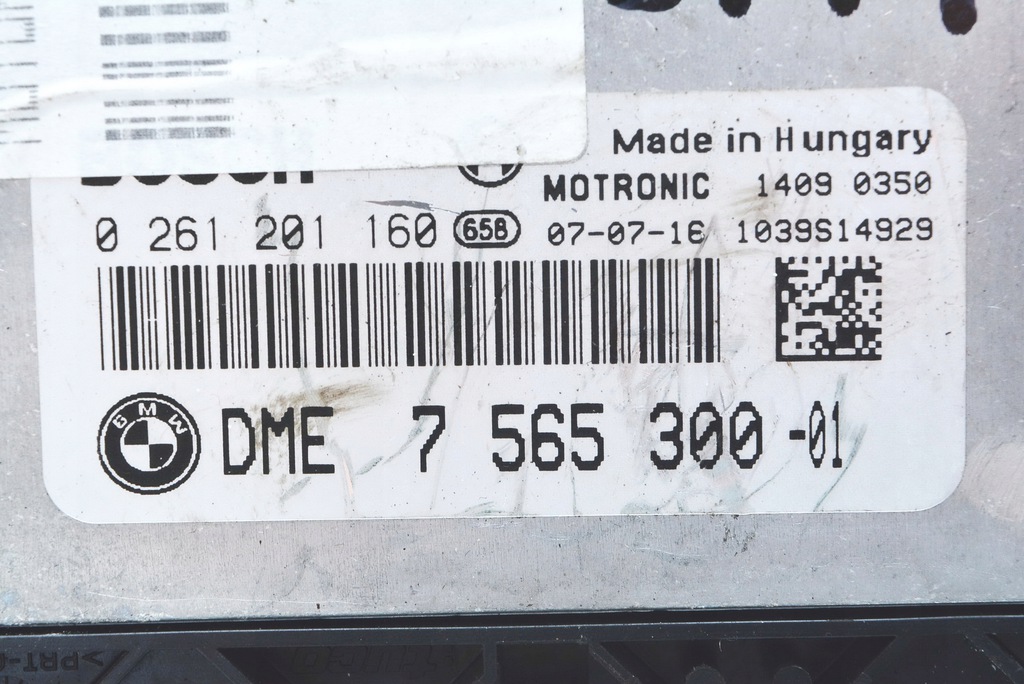 Made in Hungary
MOTRONIC 1409 0350
0 261 201 160 658 07-07-16 1039S14929
BMW DME 7 565 300 -01